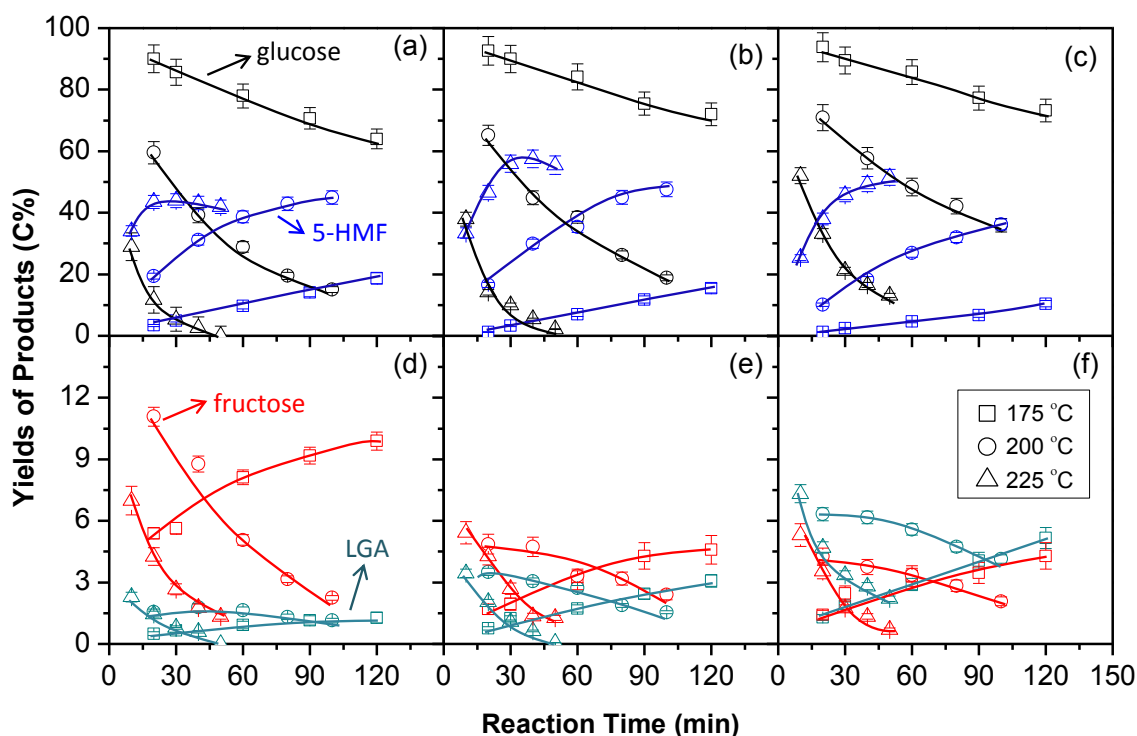 Yields of Products (C%)
100
80
60
40
20
0
(a)
glucose
5-HMF
(b)
(c)
12
9
6
3
0
(d)
fructose
LGA
(e)
(f)
175 °C
200 °C
225 °C
0 30 60 90 120
0 30 60 90 120
0 30 60 90 120 150
Reaction Time (min)